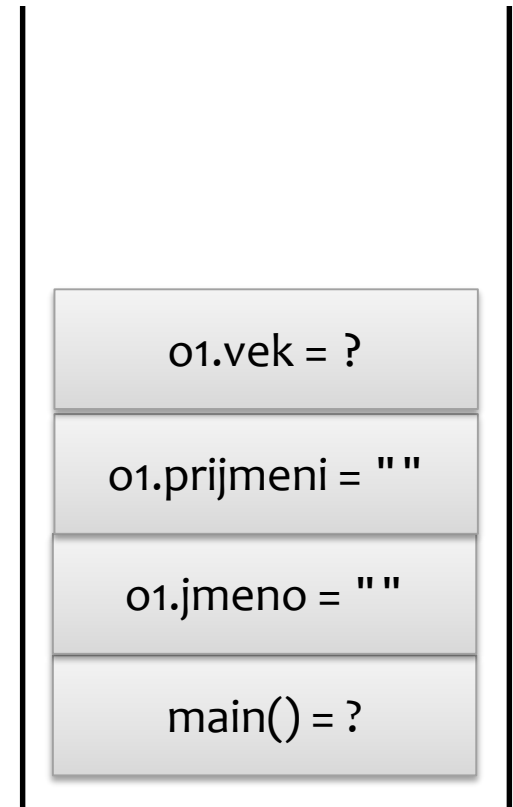 o1.vek = ?
o1.prijmeni = ""
o1.jmeno = ""
main() = ?